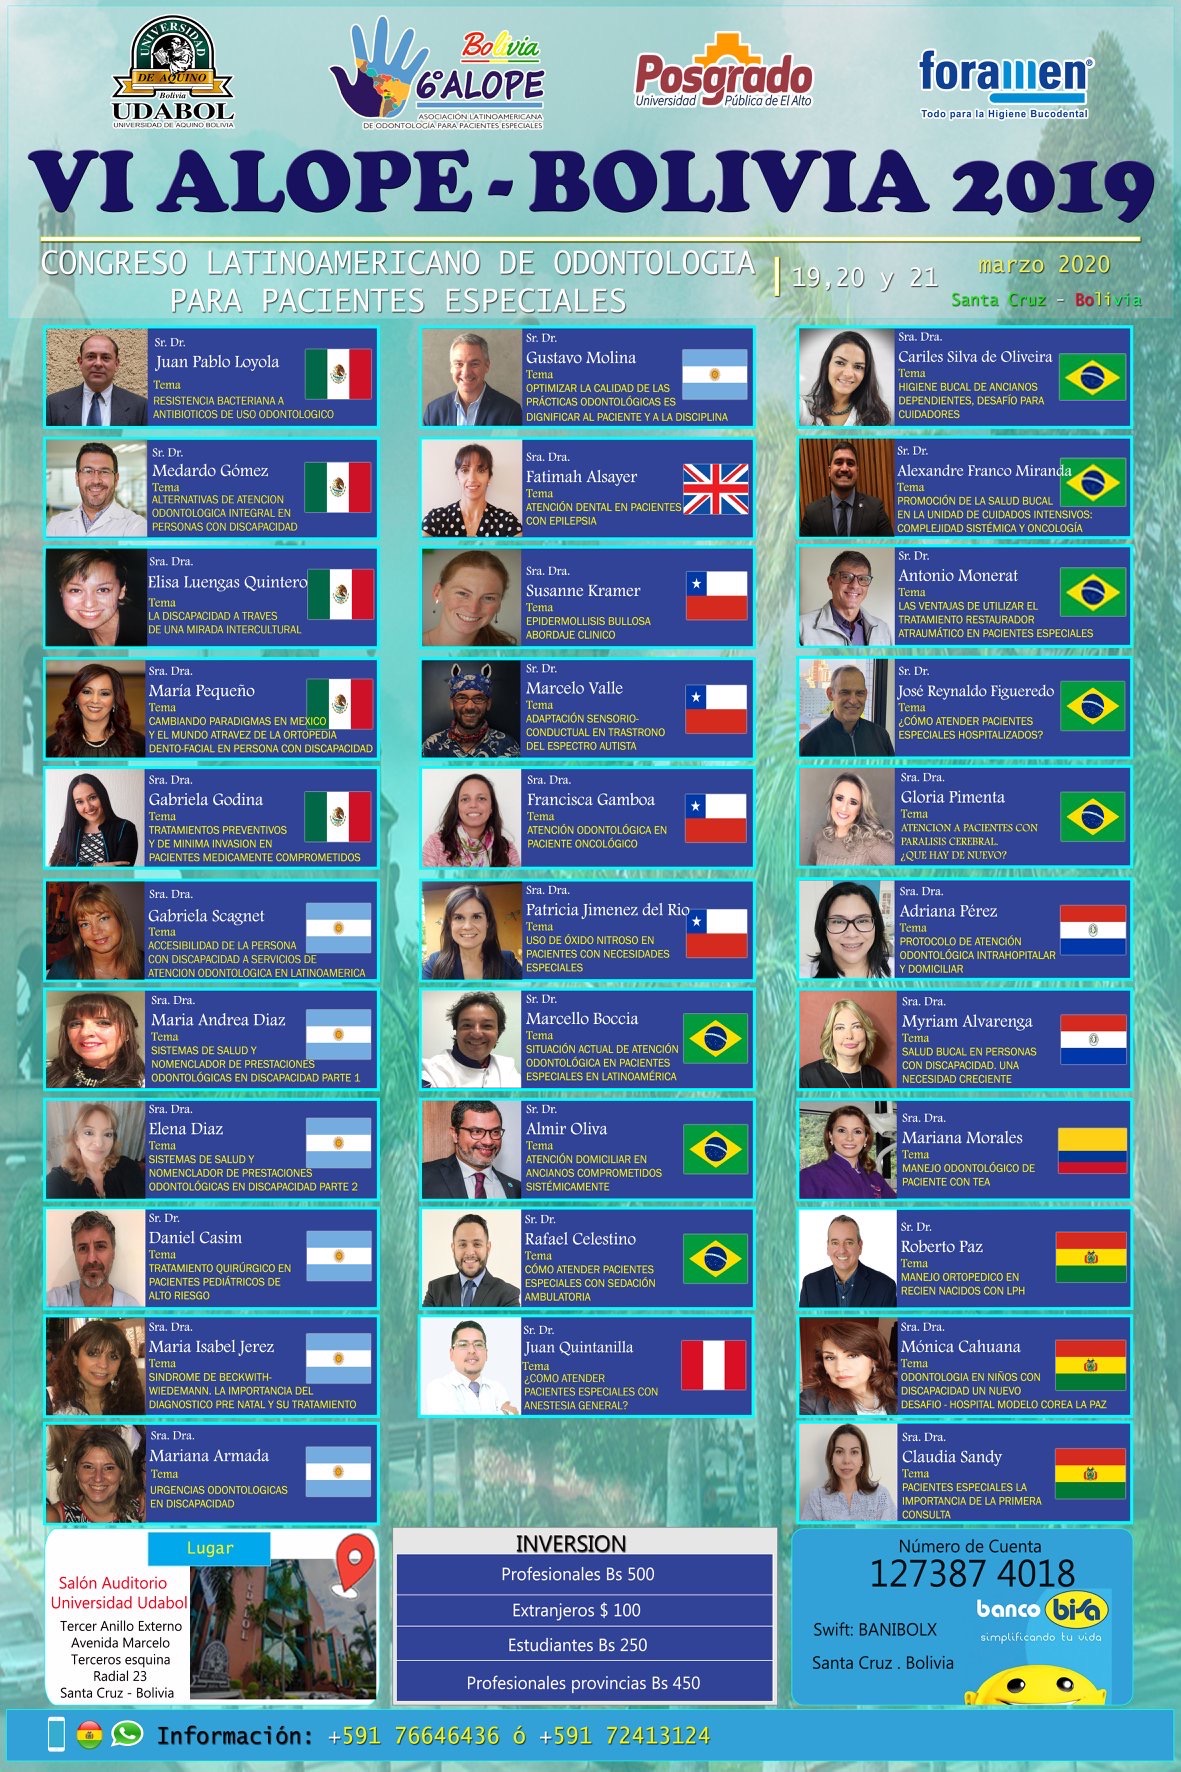 UNIVERSIDAD
DE AQUINO
Bolivia
UDABOL
UNIVERSIDAD DE AQUINO BOLIVIA
Bolivia
6°ALOPE
ASOCIACIÓN LATINOAMERICANA
DE ODONTOLOGÍA PARA PACIENTES ESPECIALES
Posgrado
Universidad Pública de El Alto
foramen
Todo para la Higiene Bucodental
VI ALOPE - BOLIVIA 2019
CONGRESO LATINOAMERICANO DE ODONTOLOGIA
PARA PACIENTES ESPECIALES
19,20 y 21
marzo 2020
Santa Cruz - Bolivia
Sr. Dr.
Juan Pablo Loyola
Tema
RESISTENCIA BACTERIANA A
ANTIBIOTICOS DE USO ODONTOLOGICO
Sr. Dr.
Medardo Gómez
Tema
ALTERNATIVAS DE ATENCION
ODONTOLOGICA INTEGRAL EN
PERSONAS CON DISCAPACIDAD
Sra. Dra.
Elisa Luengas Quintero
Tema
LA DISCAPACIDAD A TRAVES
DE UNA MIRADA INTERCULTURAL
Sra. Dra.
María Pequeño
Tema
CAMBIANDO PARADIGMAS EN MEXICO
Y EL MUNDO ATRAVEZ DE LA ORTOPEDIA
DENTO-FACIAL EN PERSONA CON DISCAPACIDAD
Sra. Dra.
Gabriela Godina
Tema
TRATAMIENTOS PREVENTIVOS
Y DE MINIMA INVASION EN
PACIENTES MEDICAMENTE COMPROMETIDOS
Sra. Dra.
Gabriela Scagnet
Tema
ACCESIBILIDAD DE LA PERSONA
CON DISCAPACIDAD A SERVICIOS DE
ATENCION ODONTOLOGICA EN LATINOAMERICA
Sra. Dra.
Maria Andrea Diaz
Tema
SISTEMAS DE SALUD Y
NOMENCLADOR DE PRESTACIONES
ODONTOLÓGICAS EN DISCAPACIDAD PARTE 1
Sra. Dra.
Elena Diaz
Tema
SISTEMAS DE SALUD Y
NOMENCLADOR DE PRESTACIONES
ODONTOLÓGICAS EN DISCAPACIDAD PARTE 2
Sr. Dr.
Daniel Casim
Tema
TRATAMIENTO QUIRÚRGICO EN
PACIENTES PEDIÁTRICOS DE
ALTO RIESGO
Sra. Dra.
Maria Isabel Jerez
Tema
SINDROME DE BECKWITH-
WIEDEMANN. LA IMPORTANCIA DEL
DIAGNOSTICO PRE NATAL Y SU TRATAMIENTO
Sra. Dra.
Mariana Armada
Tema
URGENCIAS ODONTOLOGICAS
EN DISCAPACIDAD
Sr. Dr.
Gustavo Molina
Tema
OPTIMIZAR LA CALIDAD DE LAS
PRÁCTICAS ODONTOLÓGICAS ES
DIGNIFICAR AL PACIENTE Y A LA DISCIPLINA
Sra. Dra.
Fatimah Alsayer
Tema
ATENCIÓN DENTAL EN PACIENTES
CON EPILEPSIA
Sra. Dra.
Susanne Kramer
Tema
EPIDERMOLLISIS BULLOSA
ABORDAJE CLINICO
Sr. Dr.
Marcelo Valle
Tema
ADAPTACIÓN SENSORIO-
CONDUCTUAL EN TRASTRONO
DEL ESPECTRO AUTISTA
Sra. Dra.
Francisca Gamboa
Tema
ATENCIÓN ODONTOLÓGICA EN
PACIENTE ONCOLÓGICO
Sra. Dra.
Patricia Jimenez del Rio
Tema
USO DE ÓXIDO NITROSO EN
PACIENTES CON NECESIDADES
ESPECIALES
Sr. Dr.
Marcello Boccia
Tema
SITUACIÓN ACTUAL DE ATENCIÓN
ODONTOLÓGICA EN PACIENTES
ESPECIALES EN LATINOAMÉRICA
Sr. Dr.
Almir Oliva
Tema
ATENCIÓN DOMICILIAR EN
ANCIANOS COMPROMETIDOS
SISTÉMICAMENTE
Sr. Dr.
Rafael Celestino
Tema
CÓMO ATENDER PACIENTES
ESPECIALES CON SEDACIÓN
AMBULATORIA
Sr. Dr.
Juan Quintanilla
Tema
¿COMO ATENDER
PACIENTES ESPECIALES CON
ANESTESIA GENERAL?
Sra. Dra.
Cariles Silva de Oliveira
Tema
HIGIENE BUCAL DE ANCIANOS
DEPENDIENTES, DESAFÍO PARA
CUIDADORES
Sr. Dr.
Alexandre Franco Miranda
Tema
PROMOCIÓN DE LA SALUD BUCAL
EN LA UNIDAD DE CUIDADOS INTENSIVOS:
COMPLEJIDAD SISTÉMICA Y ONCOLOGÍA
Sr. Dr.
Antonio Monerat
Tema
LAS VENTAJAS DE UTILIZAR EL
TRATAMIENTO RESTAURADOR
ATRAUMÁTICO EN PACIENTES ESPECIALES
Sr. Dr.
José Reynaldo Figueredo
Tema
¿CÓMO ATENDER PACIENTES
ESPECIALES HOSPITALIZADOS?
Sra. Dra.
Gloria Pimenta
Tema
ATENCION A PACIENTES CON
PARALISIS CEREBRAL.
¿QUE HAY DE NUEVO?
Sra. Dra.
Adriana Pérez
Tema
PROTOCOLO DE ATENCIÓN
ODONTOLÓGICA INTRAHOPITALAR
Y DOMICILIAR
Sra. Dra.
Myriam Alvarenga
Tema
SALUD BUCAL EN PERSONAS
CON DISCAPACIDAD. UNA
NECESIDAD CRECIENTE
Sra. Dra.
Mariana Morales
Tema
MANEJO ODONTOLÓGICO DE
PACIENTE CON TEA
Sr. Dr.
Roberto Paz
Tema
MANEJO ORTOPEDICO EN
RECIEN NACIDOS CON LPH
Sra. Dra.
Mónica Cahuana
Tema
ODONTOLOGIA EN NIÑOS CON
DISCAPACIDAD UN NUEVO
DESAFIO - HOSPITAL MODELO COREA LA PAZ
Sra. Dra.
Claudia Sandy
Tema
PACIENTES ESPECIALES LA
IMPORTANCIA DE LA PRIMERA
CONSULTA
Lugar
Salón Auditorio
Universidad Udabol
Tercer Anillo Externo
Avenida Marcelo
Terceros esquina
Radial 23
Santa Cruz - Bolivia
INVERSION
Profesionales Bs 500
Extranjeros $ 100
Estudiantes Bs 250
Profesionales provincias Bs 450
Número de Cuenta
127387 4018
banco bisa
simplificando tu vida
Swift: BANIBOLX
Santa Cruz . Bolivia
Información: +591 76646436 ó +591 72413124